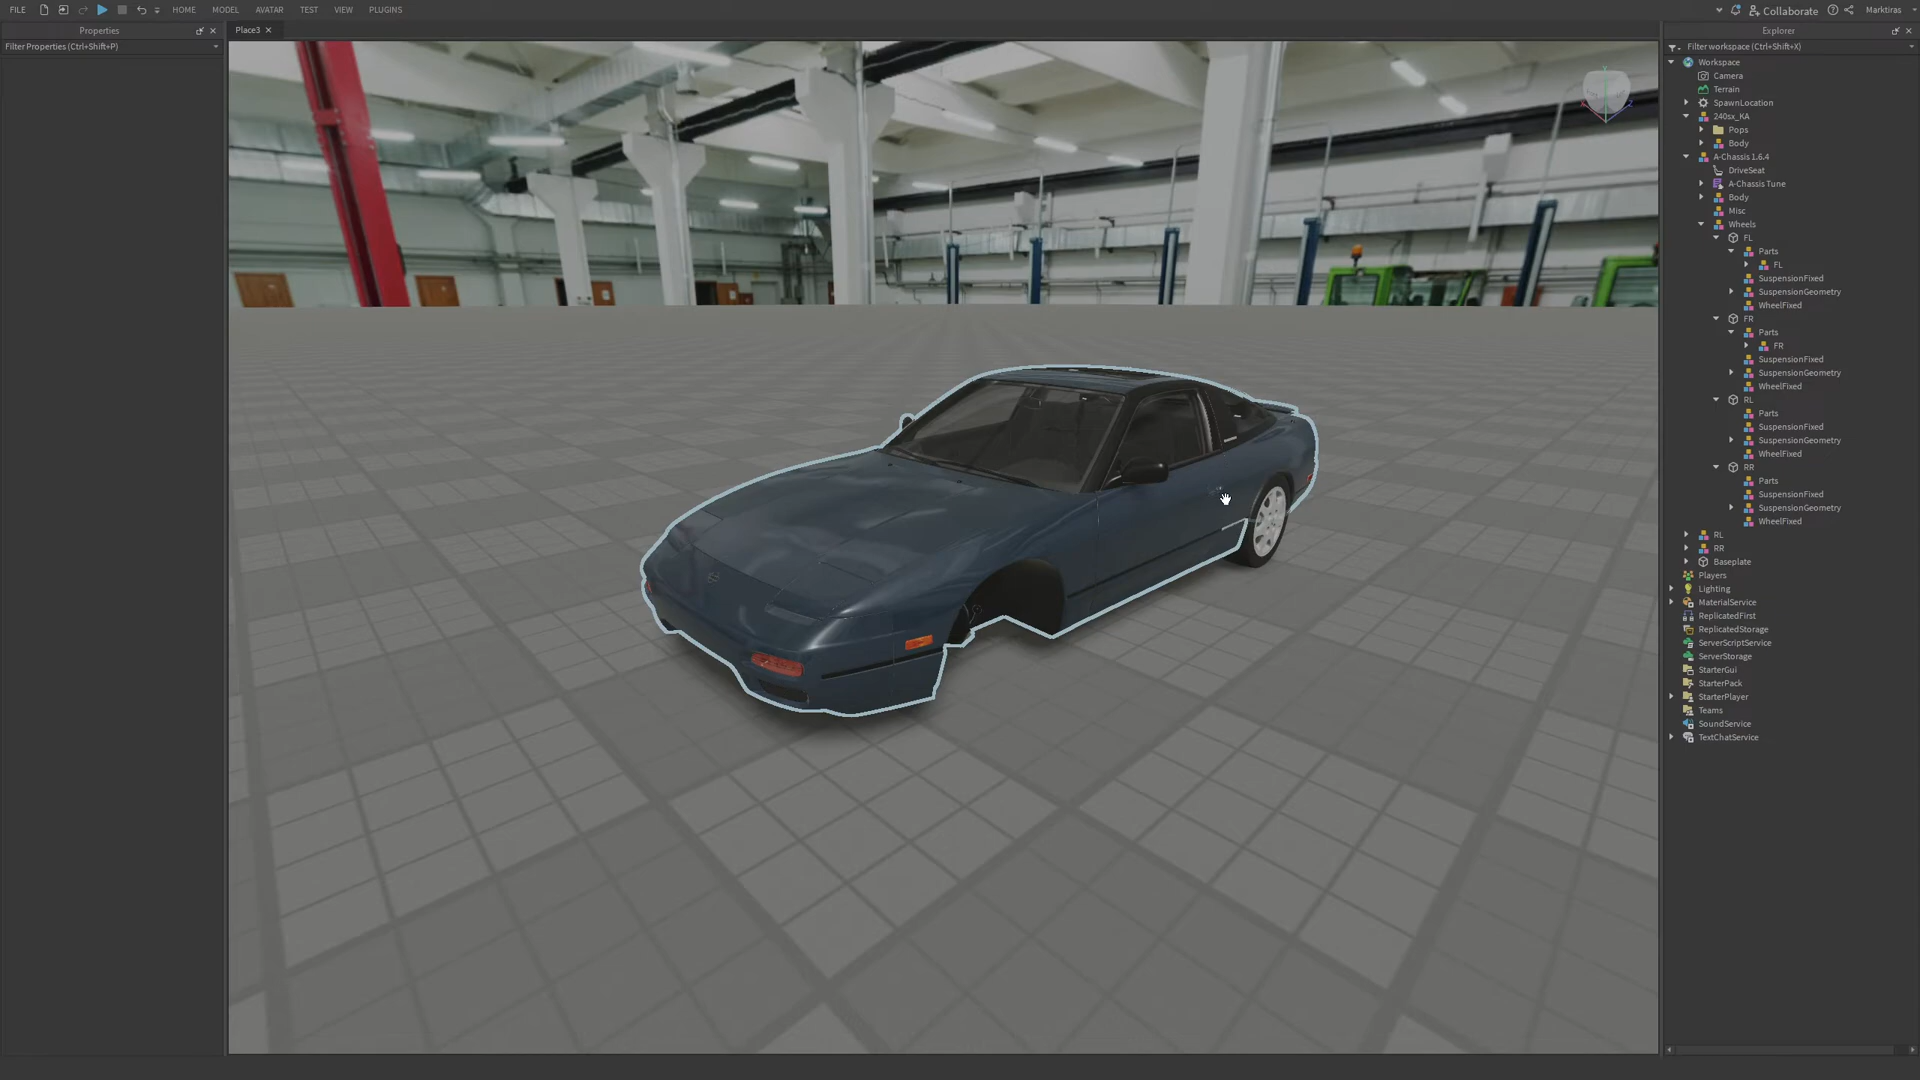 FILE
HOME
MODEL
AVATAR
TEST
VIEW
PLUGINS
Collaborate
Marktiras
Properties
Filter Properties (Ctrl+Shift+P)
Place3
Explorer
Filter workspace (Ctrl+Shift+X)
Workspace
Camera
Terrain
SpawnLocation
240sx_KA
Pops
Body
A-Chassis 1.6.4
DriveSeat
A-Chassis Tune
Body
Misc
Wheels
FL
Parts
FL
SuspensionFixed
SuspensionGeometry
WheelFixed
FR
Parts
FR
SuspensionFixed
SuspensionGeometry
WheelFixed
RL
Parts
SuspensionFixed
SuspensionGeometry
WheelFixed
RR
Parts
SuspensionFixed
SuspensionGeometry
WheelFixed
RL
RR
Baseplate
Players
Lighting
MaterialService
ReplicatedFirst
ReplicatedStorage
ServerScriptService
ServerStorage
StarterGui
StarterPack
StarterPlayer
Teams
SoundService
TextChatService